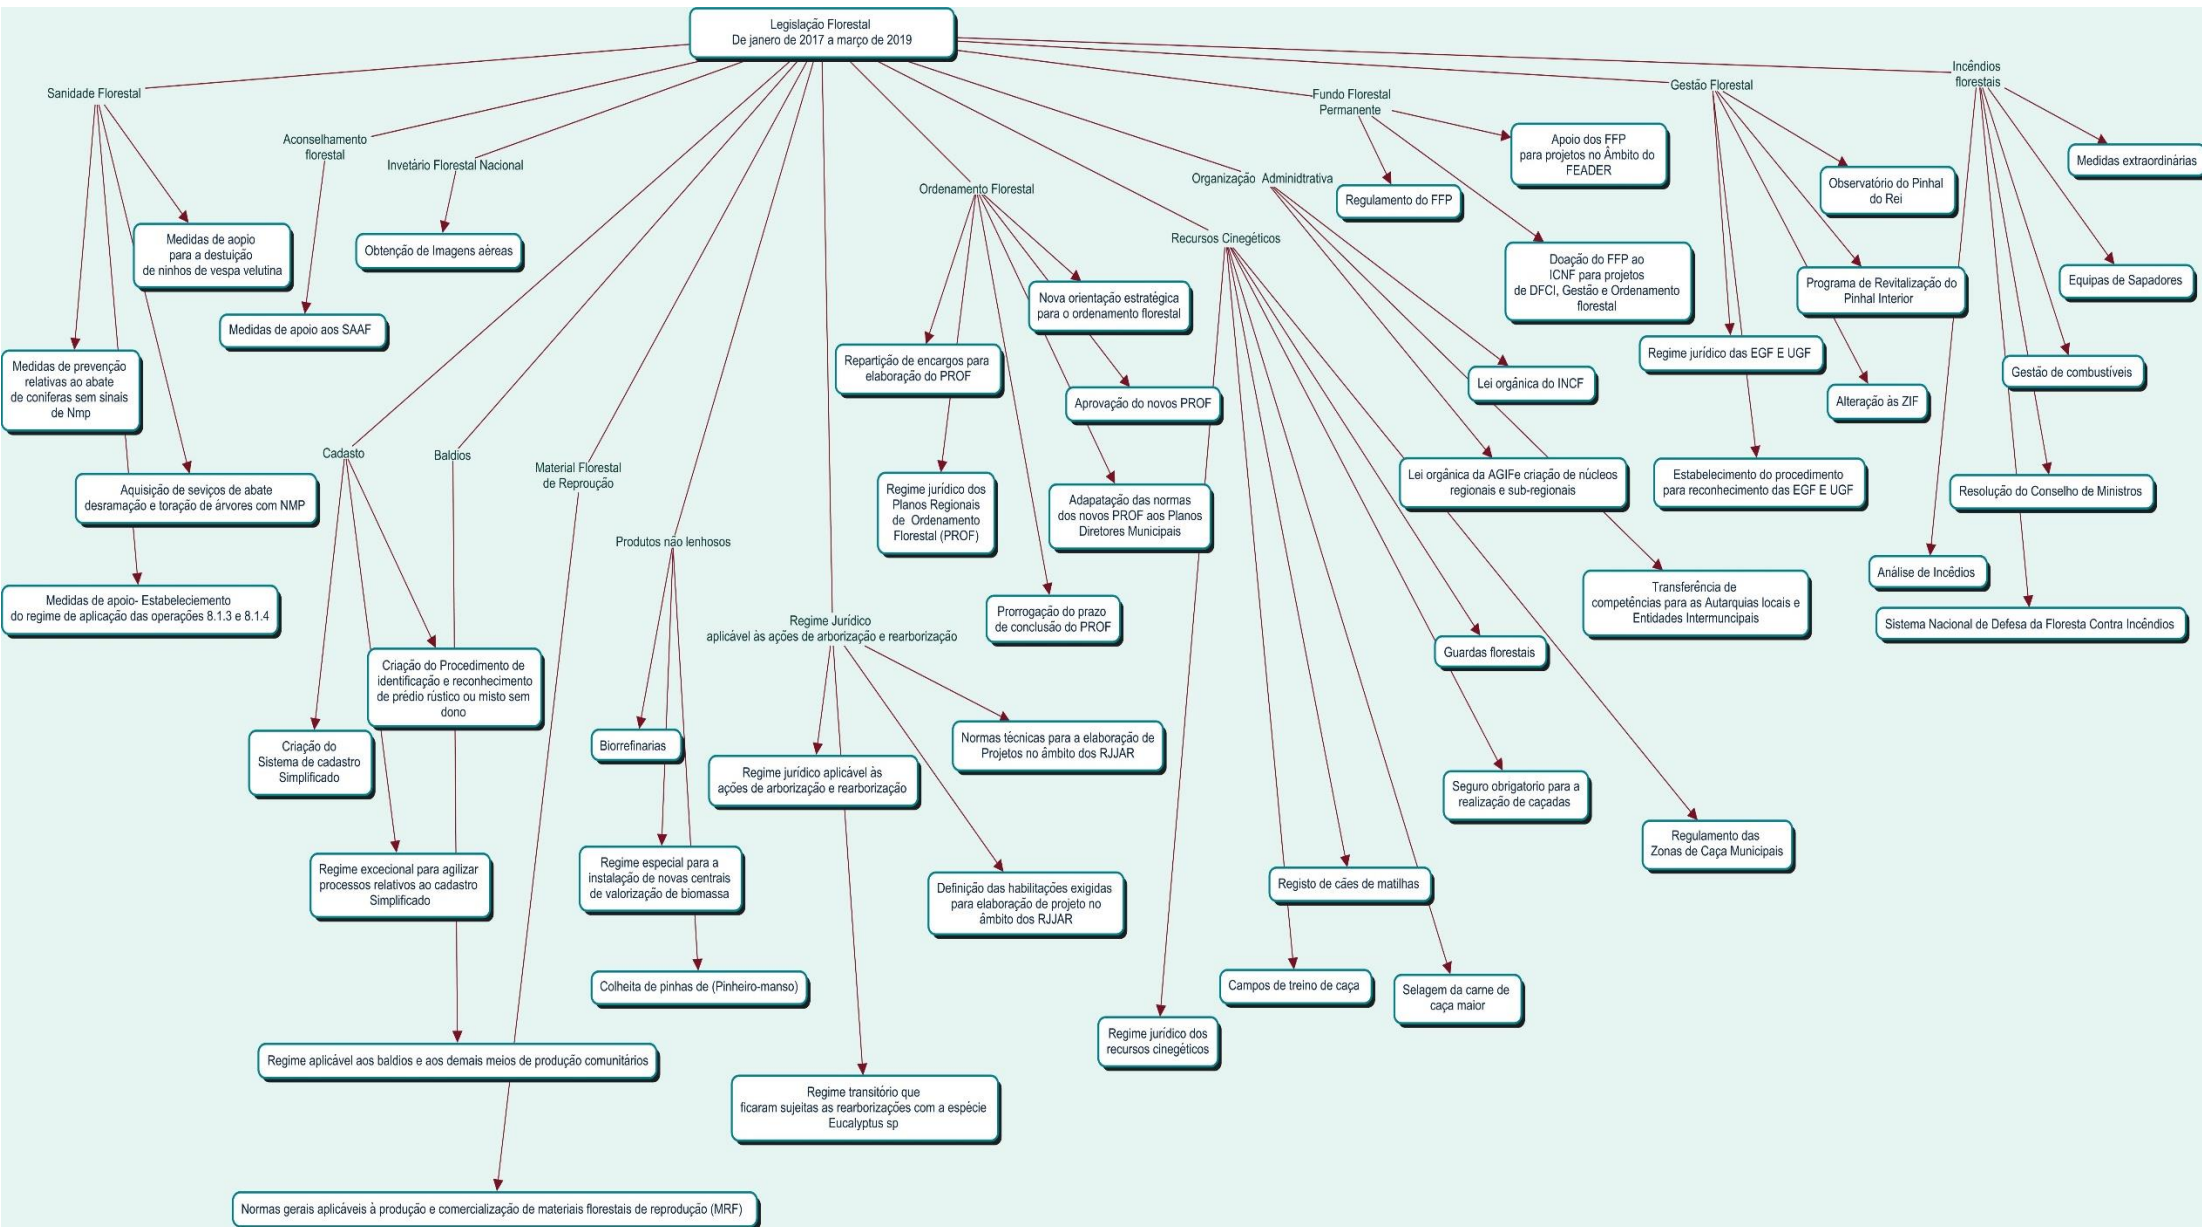 Legislação Florestal
De janero de 2017 a março de 2019
Sanidade Florestal
Medidas de aopio
para a destuição
de ninhos de vespa velutina
Medidas de prevenção
relativas ao abate
de coniferas sem sinais
de Nmp
Aquisição de seviços de abate
desramação e toração de árvores com NMP
Medidas de apoio- Estabeleciemento
do regime de aplicação das operações 8.1.3 e 8.1.4
Aconselhamento
florestal
Medidas de apoio aos SAAF
Invetário Florestal Nacional
Obtenção de Imagens aéreas
Cadasto
Criação do Procedimento de
identificação e reconhecimento
de prédio rústico ou misto sem
dono
Criação do
Sistema de cadastro
Simplificado
Regime excecional para agilizar
processos relativos ao cadastro
Simplificado
Baldios
Regime aplicável aos baldios e aos demais meios de produção comunitários
Material Florestal
de Reproução
Normas gerais aplicáveis à produção e comercialização de materiais florestais de reprodução (MRF)
Produtos não lenhosos
Biorrefinarias
Regime especial para a
instalação de novas centrais
de valorização de biomassa
Colheita de pinhas de (Pinheiro-manso)
Regime Jurídico
aplicável às ações de arborização e rearborização
Regime jurídico aplicável às
ações de arborização e rearborização
Normas técnicas para a elaboração de
Projetos no âmbito dos RJJAR
Definição das habilitações exigidas
para elaboração de projeto no
âmbito dos RJJAR
Regime transitório que
ficaram sujeitas as rearborizações com a espècie
Eucalyptus sp
Ordenamento Florestal
Nova orientação estratégica
para o ordenamento florestal
Repartição de encargos para
elaboração do PROF
Aprovação do novos PROF
Regime jurídico dos
Planos Regionais
de Ordenamento
Florestal (PROF)
Adapatação das normas
dos novos PROF aos Planos
Diretores Municipais
Prorrogação do prazo
de conclusão do PROF
Recursos Cinegéticos
Guardas florestais
Seguro obrigatorio para a
realização de caçadas
Regulamento das
Zonas de Caça Municipais
Registo de cães de matilhas
Campos de treino de caça
Selagem da carne de
caça maior
Regime jurídico dos
recursos cinegéticos
Organização Adminidtrativa
Lei orgânica do INCF
Lei orgânica da AGIFe criação de núcleos
regionais e sub-regionais
Transferência de
competências para as Autarquias locais e
Entidades Intermuncipais
Fundo Florestal
Permanente
Apoio dos FFP
para projetos no Âmbito do
FEADER
Regulamento do FFP
Doação do FFP ao
ICNF para projetos
de DFCI, Gestão e Ordenamento
florestal
Gestão Florestal
Observatório do Pinhal
do Rei
Programa de Revitalização do
Pinhal Interior
Regime jurídico das EGF E UGF
Alteração às ZIF
Estabelecimento do procedimento
para reconhecimento das EGF E UGF
Incêndios
florestais
Medidas extraordinárias
Equipas de Sapadores
Gestão de combustíveis
Resolução do Conselho de Ministros
Análise de Incêdios
Sistema Nacional de Defesa da Floresta Contra Incêndios